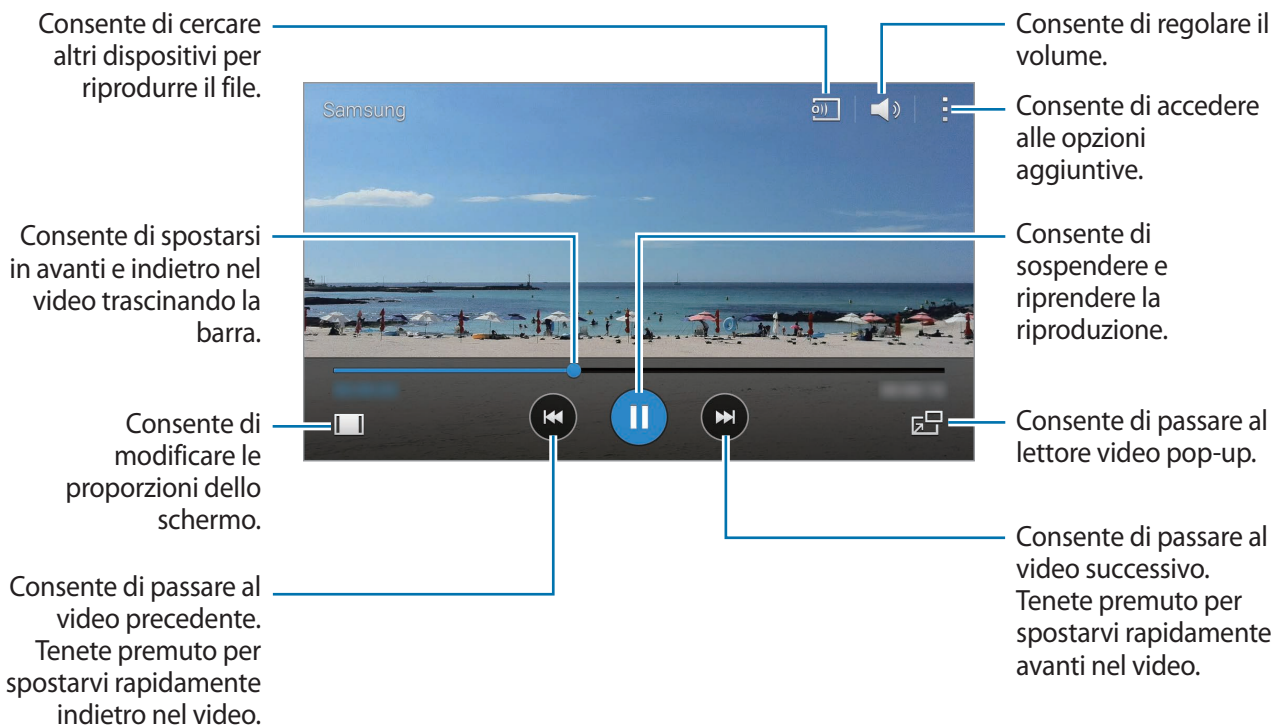 Consente di cercare
altri dispositivi per
riprodurre il file.
Consente di regolare il
volume.
Samsung
Consente di accedere
alle opzioni
aggiuntive.
Consente di spostarsi
in avanti e indietro nel
video trascinando la
barra.
Consente di
sospendere e
riprendere la
riproduzione.
Consente di
modificare le
proporzioni dello
schermo.
Consente di passare al
lettore video pop-up.
Consente di passare al
video precedente.
Tenete premuto per
spostarvi rapidamente
indietro nel video.
Consente di passare al
video successivo.
Tenete premuto per
spostarvi rapidamente
avanti nel video.